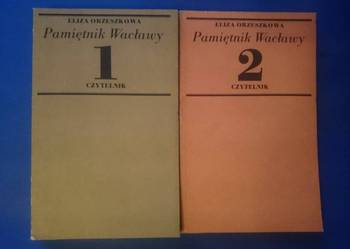 ELIZA ORZESZKOWA
Pamiętnik Wacławy
1
CZYTELNIK
ELIZA ORZESZKOWA
Pamiętnik Wacławy
2
CZYTELNIK